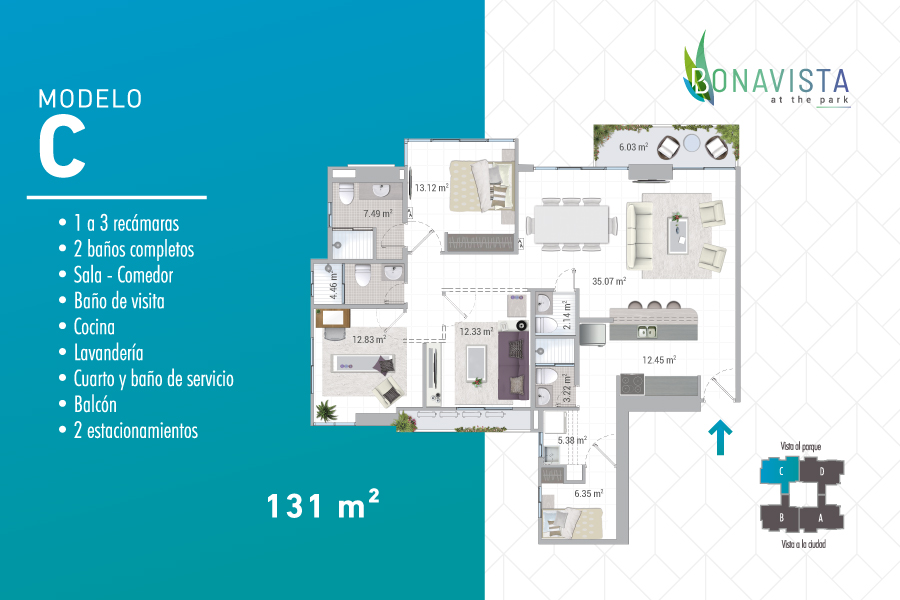 MODELO
C
• 1 a 3 recámaras
• 2 baños completos
• Sala - Comedor
• Baño de visita
• Cocina
• Lavandería
• Cuarto y baño de servicio
• Balcón
• 2 estacionamientos
131 m²
BONAVISTA
at the park
6.03 m²
13.12 m²
7.49 m²
4.46 m²
35.07 m²
2.14 m²
12.33 m²
12.83 m²
12.45 m²
3.22 m²
5.38 m²
6.35 m²
Vista al parque
C D
B A
Vista a la ciudad